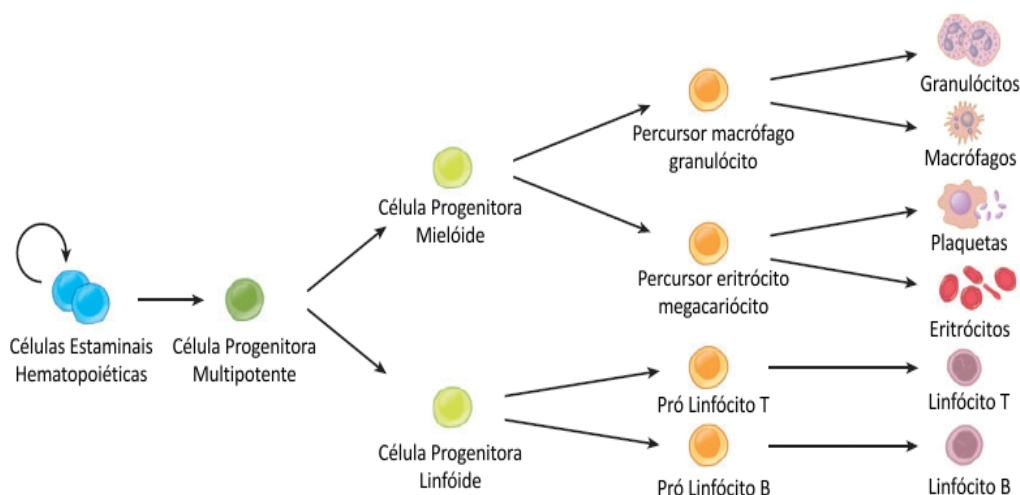 Granulócitos
Percursor macrófago
granulócito
Macrófagos
Célula Progenitora
Mielóide
Plaquetas
Percursor eritrócito
megacariócito
Eritrócitos
Células Estaminais
Hematopoiéticas
Célula Progenitora
Multipotente
Pró Linfócito T
Linfócito T
Célula Progenitora
Linfóide
Pró Linfócito B
Linfócito B